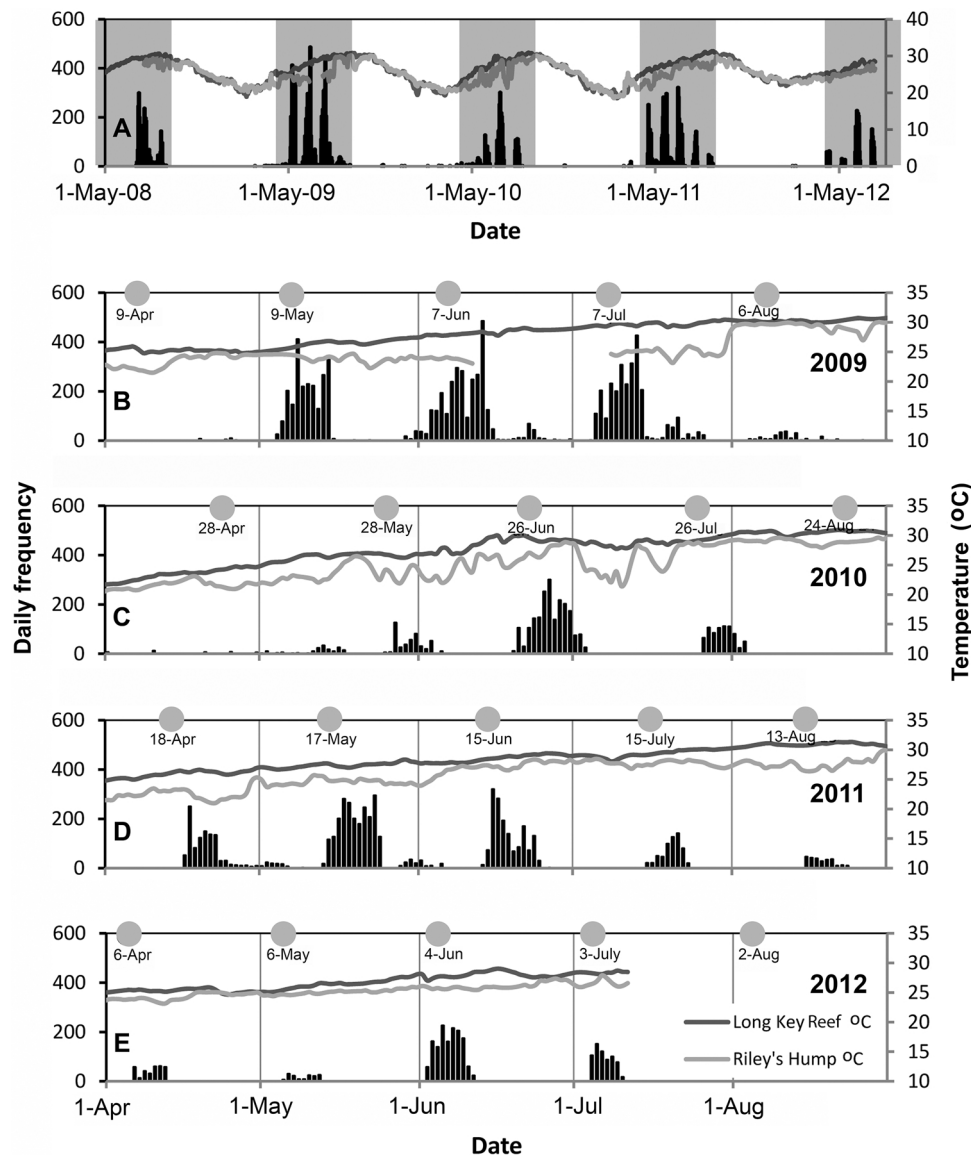 600
400
200
0
40
30
20
10
0
A
1-May-08
1-May-09
1-May-10
1-May-11
1-May-12
Date
Daily frequency
Temperature (ºC)
600
400
200
0
35
30
25
20
15
10
9-Apr
9-May
7-Jun
7-Jul
6-Aug
2009
B
600
400
200
0
35
30
25
20
15
10
28-Apr
28-May
26-Jun
26-Jul
24-Aug
2010
C
600
400
200
0
35
30
25
20
15
10
18-Apr
17-May
15-Jun
15-July
13-Aug
2011
D
600
400
200
0
35
30
25
20
15
10
6-Apr
6-May
4-Jun
3-July
2-Aug
2012
Long Key Reef ºC
Riley's Hump ºC
E
1-Apr
1-May
1-Jun
1-Jul
1-Aug
Date